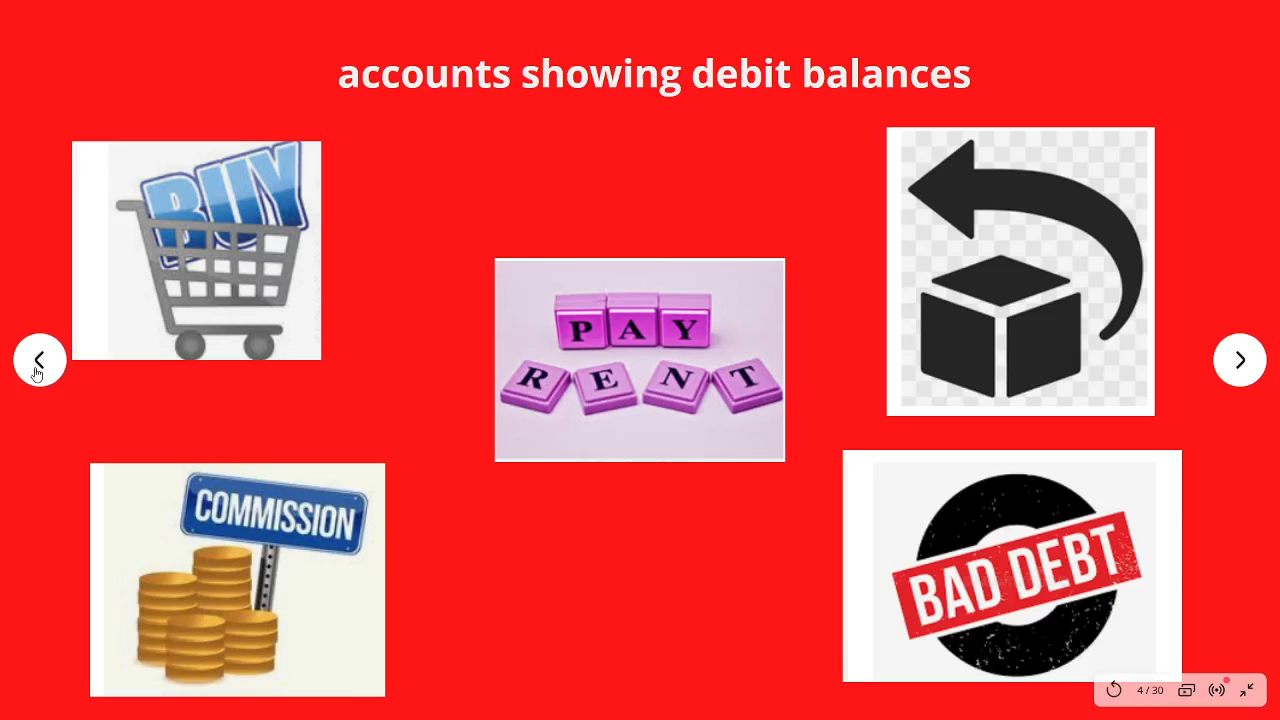 accounts showing debit balances
BUY
PAY
RENT
COMMISSION
BAD DEBT
4 / 30